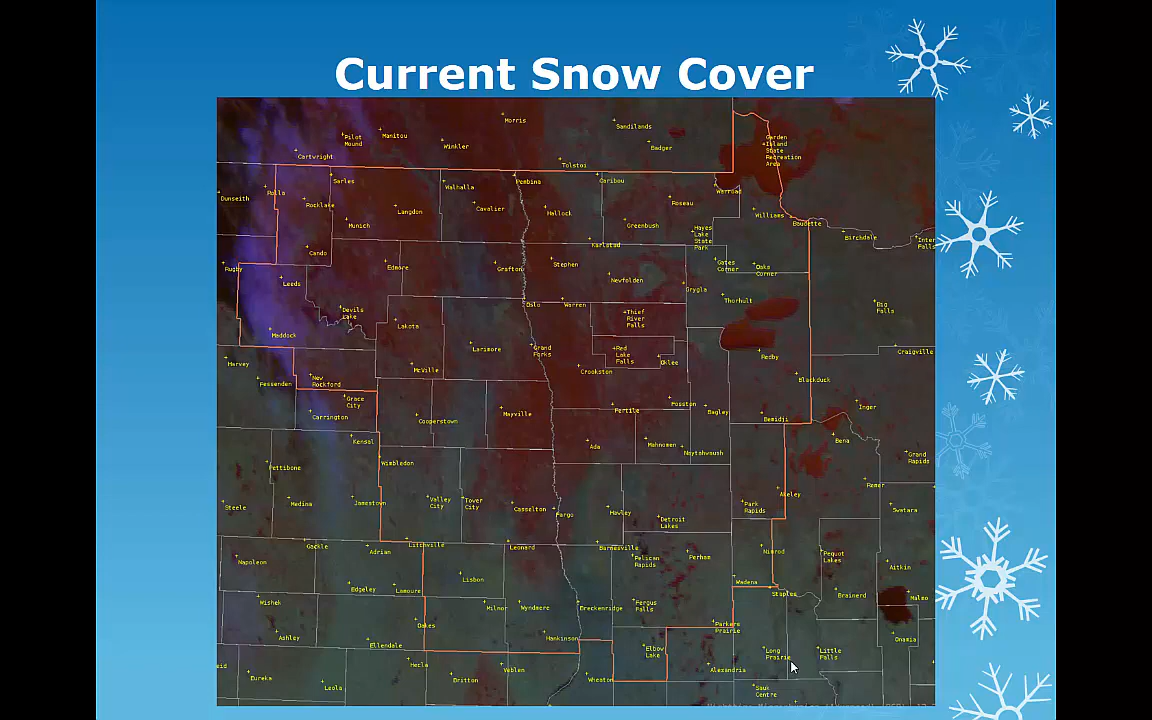 Current Snow Cover
Morris
Sandilands
Pilot
Mound
Manitou
Winkler
Badger
Garden
Island
State
Recreation
Area
Cartwright
Tolstoi
Rolla
Sarles
Walhalla
Pembina
Caribou
Warroad
Dunseith
Rocklake
Langdon
Cavalier
Hallock
Roseau
Williams
Munich
Greenbush
Baudette
Hayes
Lake
State
Park
Birchdale
Inter
Falls
Cando
Karlstad
Rugby
Edmore
Grafton
Stephen
Gates
Corner
Oaks
Corner
Leeds
Newfolden
Grygla
Thorhult
Big
Falls
Devils
Lake
Oslo
Warren
Thief
River
Falls
Lakota
Maddock
Larimore
Grand
Forks
Red
Lake
Falls
Oklee
Redby
Craigville
Harvey
McVille
Crookston
Blackduck
Fessenden
New
Rockford
Grace
City
Carrington
Cooperstown
Mayville
Fertile
Fosston
Bagley
Bemidji
Inger
Kensal
Ada
Mahnomen
Naytahwaush
Bena
Grand
Rapids
Pettibone
Wimbledon
Remer
Akeley
Steele
Medina
Jamestown
Valley
City
Tower
City
Casselton
Fargo
Hawley
Detroit
Lakes
Park
Rapids
Swatara
Gackle
Adrian
Litchville
Leonard
Barnesville
Pelican
Rapids
Perham
Nimrod
Pequot
Lakes
Napoleon
Aitkin
Edgeley
Lamoure
Lisbon
Wadena
Staples
Brainerd
Malmo
Wishek
Milnor
Wyndmere
Breckenridge
Fergus
Falls
Ashley
Oakes
Parkers
Prairie
Onamia
Ellendale
Hankinson
Elbow
Lake
Long
Prairie
Little
Falls
Eureka
Leola
Hecla
Britton
Veblen
Wheaton
Alexandria
Sauk
Centre